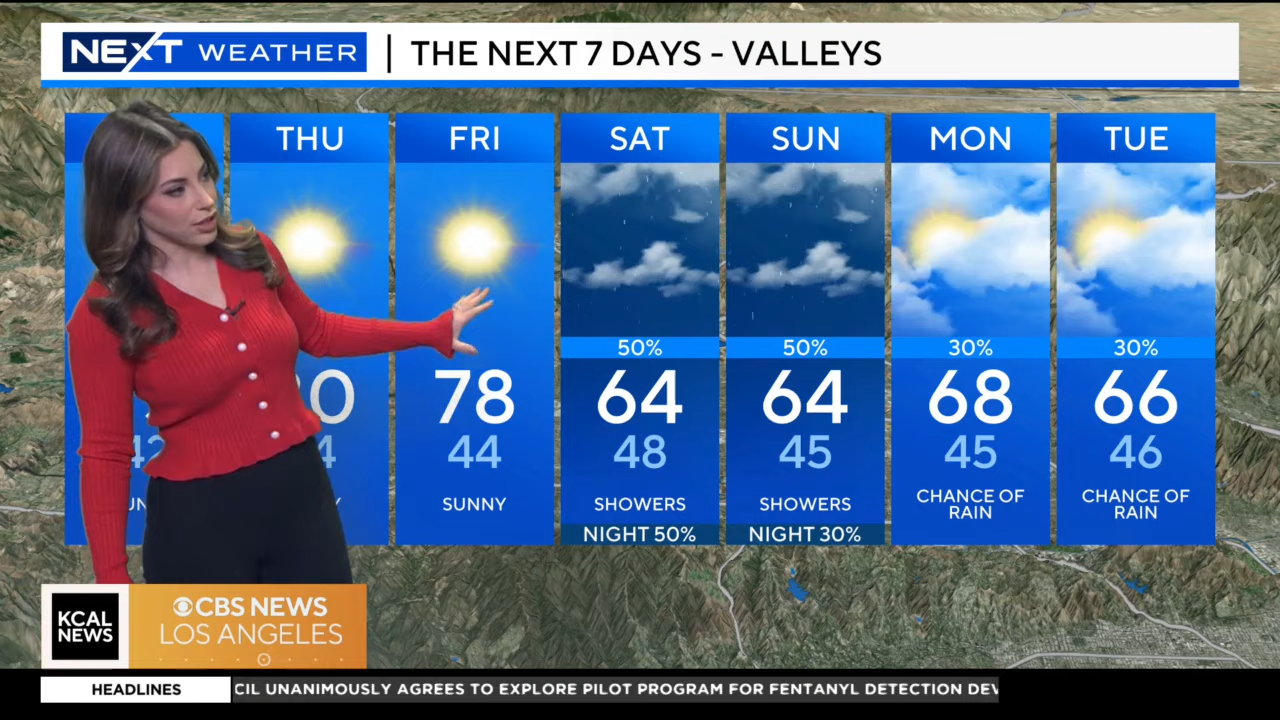 NEXT WEATHER | THE NEXT 7 DAYS - VALLEYS
THU FRI SAT SUN MON TUE
50% 50% 30% 30%
0 78 64 64 68 66
42 4 44 48 45 45 46
SUNNY SHOWERS SHOWERS CHANCE OF RAIN CHANCE OF RAIN
NIGHT 50% NIGHT 30%
KCAL NEWS
CBS NEWS
LOS ANGELES
HEADLINES CIL UNANIMOUSLY AGREES TO EXPLORE PILOT PROGRAM FOR FENTANYL DETECTION DEV